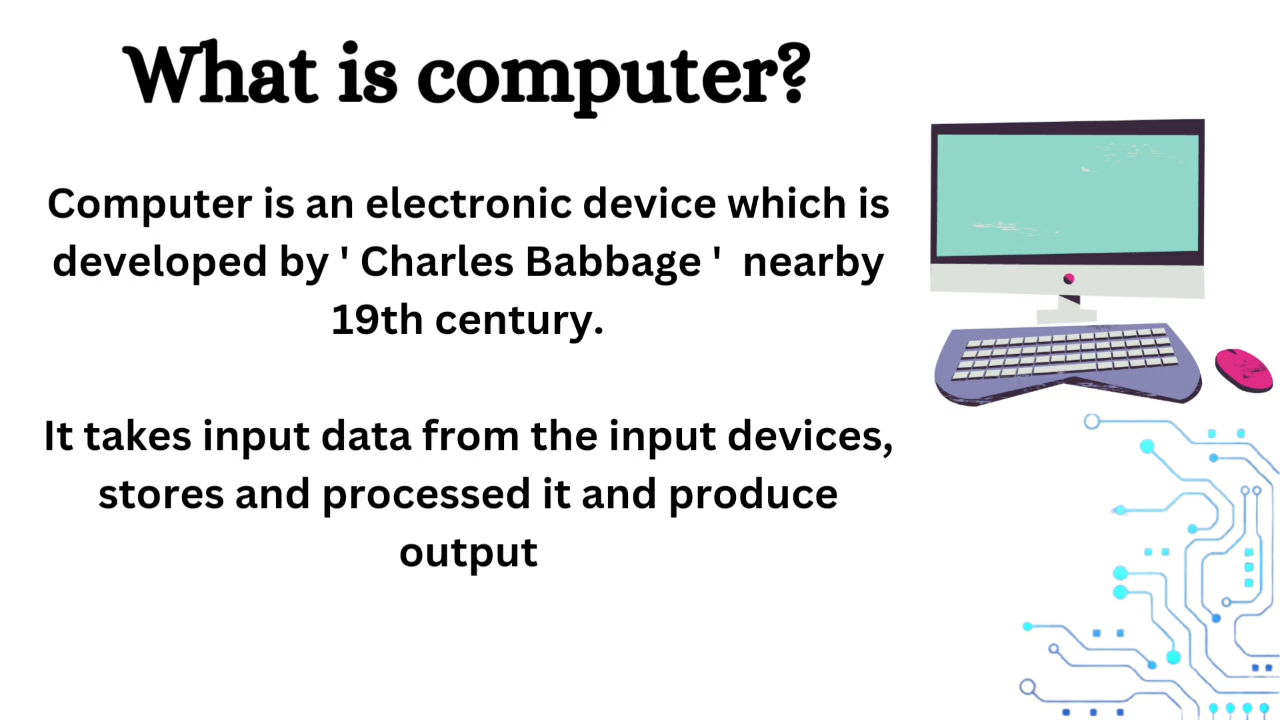 What is computer?
Computer is an electronic device which is
developed by ' Charles Babbage '  nearby
19th century.
It takes input data from the input devices,
stores and processed it and produce
output